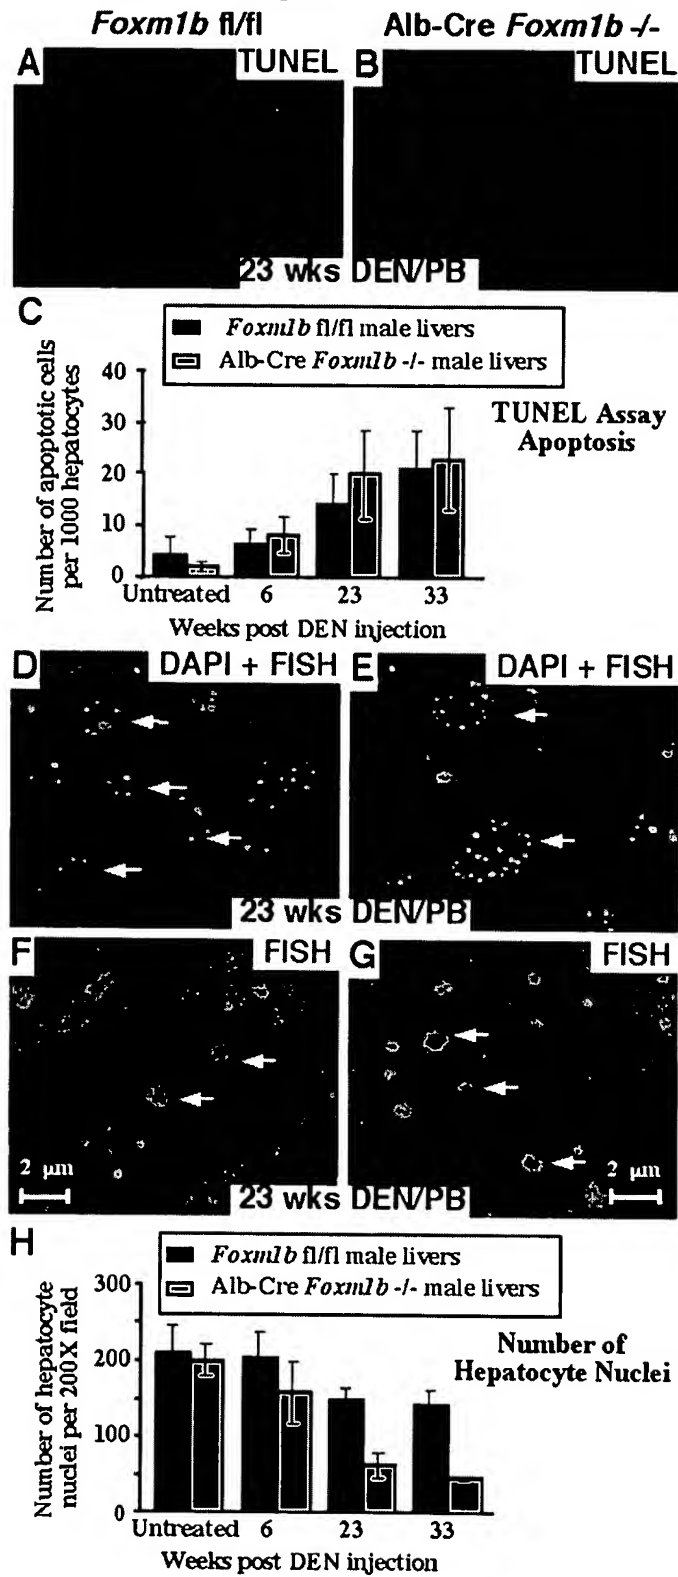 Foxm1b fl/fl Alb-Cre Foxm1b -/-
A TUNEL B TUNEL
23 wks DEN/PB
C
Foxm1b fl/fl male livers
Alb-Cre Foxm1b -/- male livers
Number of apoptotic cells
per 1000 hepatocytes
40
30
20
10
0
TUNEL Assay
Apoptosis
Untreated 6 23 33
Weeks post DEN injection
D DAPI + FISH E DAPI + FISH
23 wks DEN/PB
F FISH G FISH
2 μm 2 μm
23 wks DEN/PB
H
Foxm1b fl/fl male livers
Alb-Cre Foxm1b -/- male livers
Number of hepatocyte
nuclei per 200X field
300
200
100
0
Number of
Hepatocyte Nuclei
Untreated 6 23 33
Weeks post DEN injection